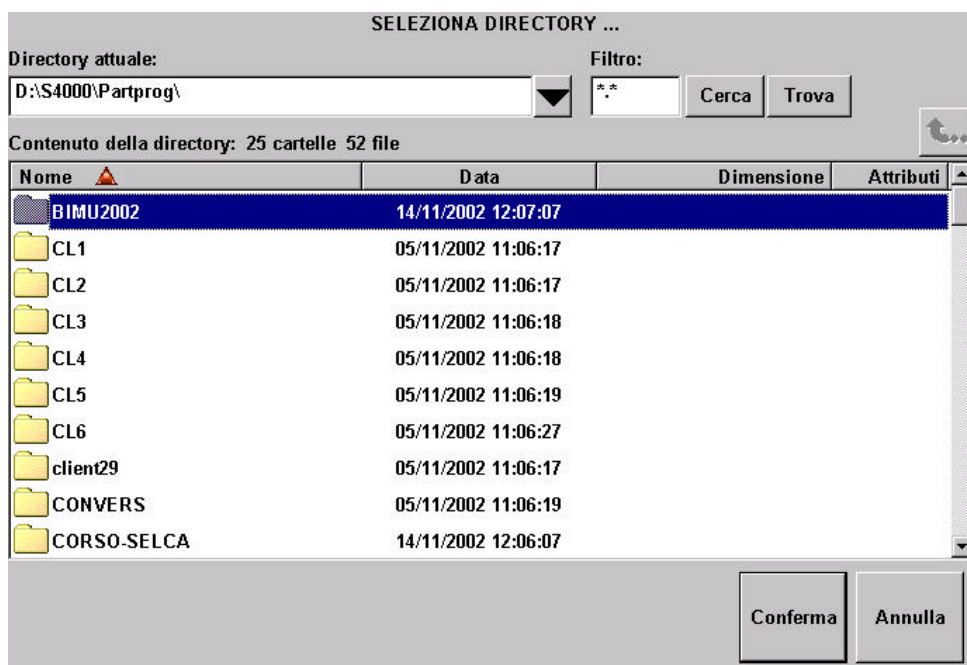 SELEZIONA DIRECTORY ...
Directory attuale: Filtro:
D:\S4000\Partprog\ *.* Cerca Trova
Contenuto della directory: 25 cartelle 52 file
Nome Data Dimensione Attributi
BIMU2002 14/11/2002 12:07:07
CL1 05/11/2002 11:06:17
CL2 05/11/2002 11:06:17
CL3 05/11/2002 11:06:18
CL4 05/11/2002 11:06:18
CL5 05/11/2002 11:06:19
CL6 05/11/2002 11:06:27
client29 05/11/2002 11:06:17
CONVERS 05/11/2002 11:06:19
CORSO-SELCA 14/11/2002 12:06:07
Conferma Annulla